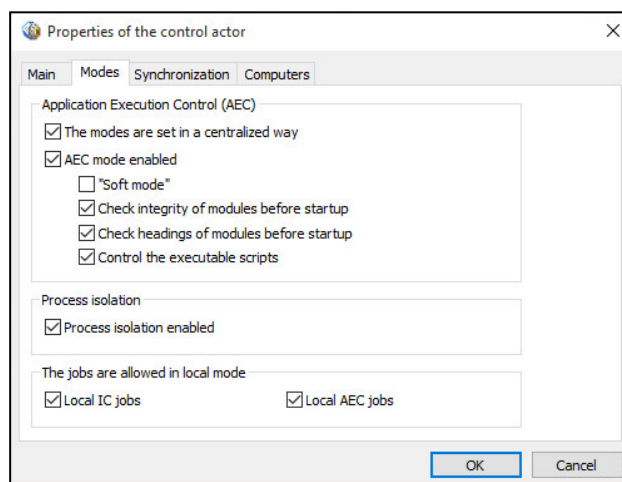 Properties of the control actor
Main Modes Synchronization Computers
Application Execution Control (AEC)
The modes are set in a centralized way
AEC mode enabled
"Soft mode"
Check integrity of modules before startup
Check headings of modules before startup
Control the executable scripts
Process isolation
Process isolation enabled
The jobs are allowed in local mode
Local IC jobs Local AEC jobs
OK Cancel